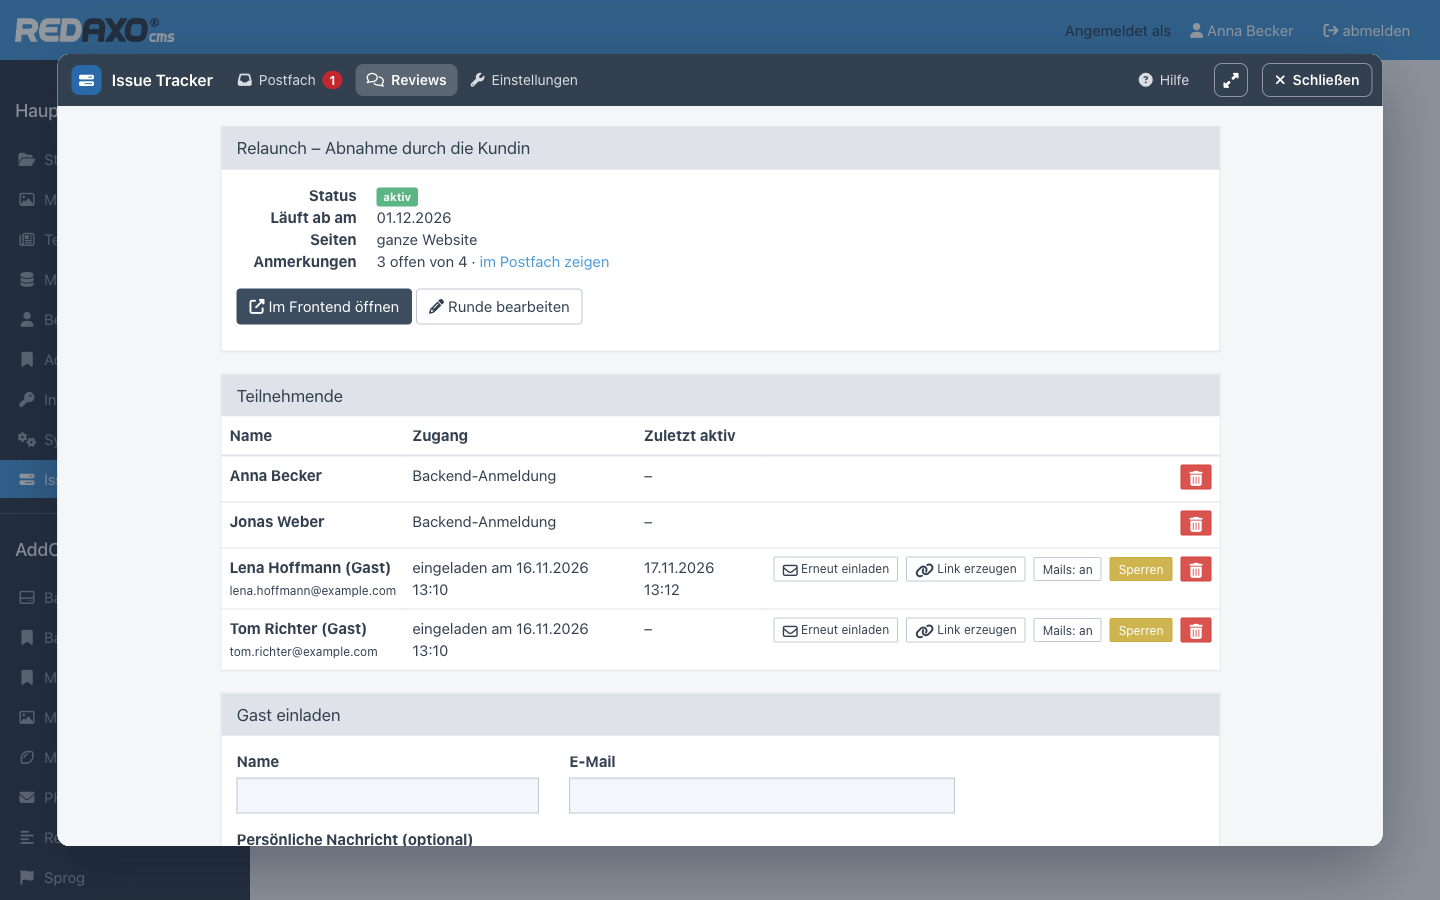 REDAXO® cms
Angemeldet als
Anna Becker
abmelden
Issue Tracker
Postfach 1
Reviews
Einstellungen
Hilfe
Schließen
Relaunch – Abnahme durch die Kundin
Status aktiv
Läuft ab am 01.12.2026
Seiten ganze Website
Anmerkungen 3 offen von 4 · im Postfach zeigen
Im Frontend öffnen
Runde bearbeiten
Teilnehmende
Name Zugang Zuletzt aktiv
Anna Becker Backend-Anmeldung –
Jonas Weber Backend-Anmeldung –
Lena Hoffmann (Gast) eingeladen am 16.11.2026 17.11.2026 Erneut einladen Link erzeugen Mails: an Sperren
lena.hoffmann@example.com 13:10 13:12
Tom Richter (Gast) eingeladen am 16.11.2026 – Erneut einladen Link erzeugen Mails: an Sperren
tom.richter@example.com 13:10
Gast einladen
Name E-Mail
Persönliche Nachricht (optional)
Sprog